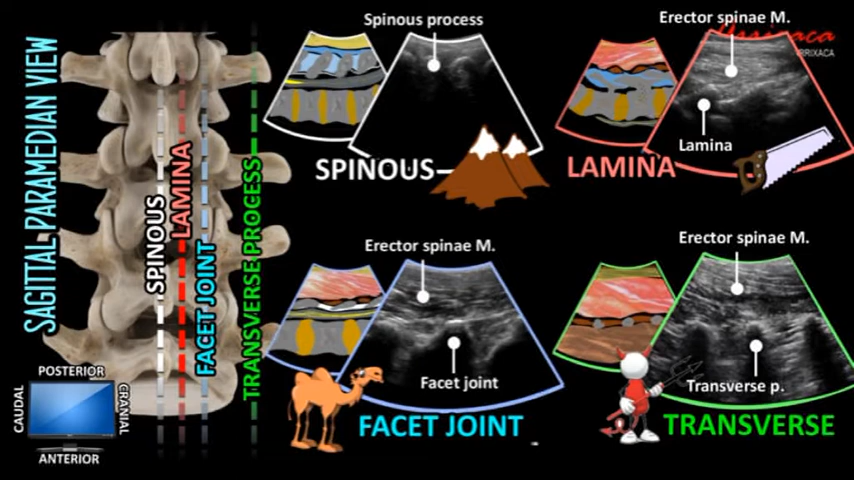 SAGITTAL PARAMEDIAN VIEW
SPINOUS
LAMINA
FACET JOINT
TRANSVERSE PROCESS
POSTERIOR
CAUDAL
CRANIAL
ANTERIOR
Spinous process
SPINOUS
Erector spinae M.
ARRIXACA
Lamina
LAMINA
Erector spinae M.
Facet joint
FACET JOINT
Erector spinae M.
Transverse p.
TRANSVERSE